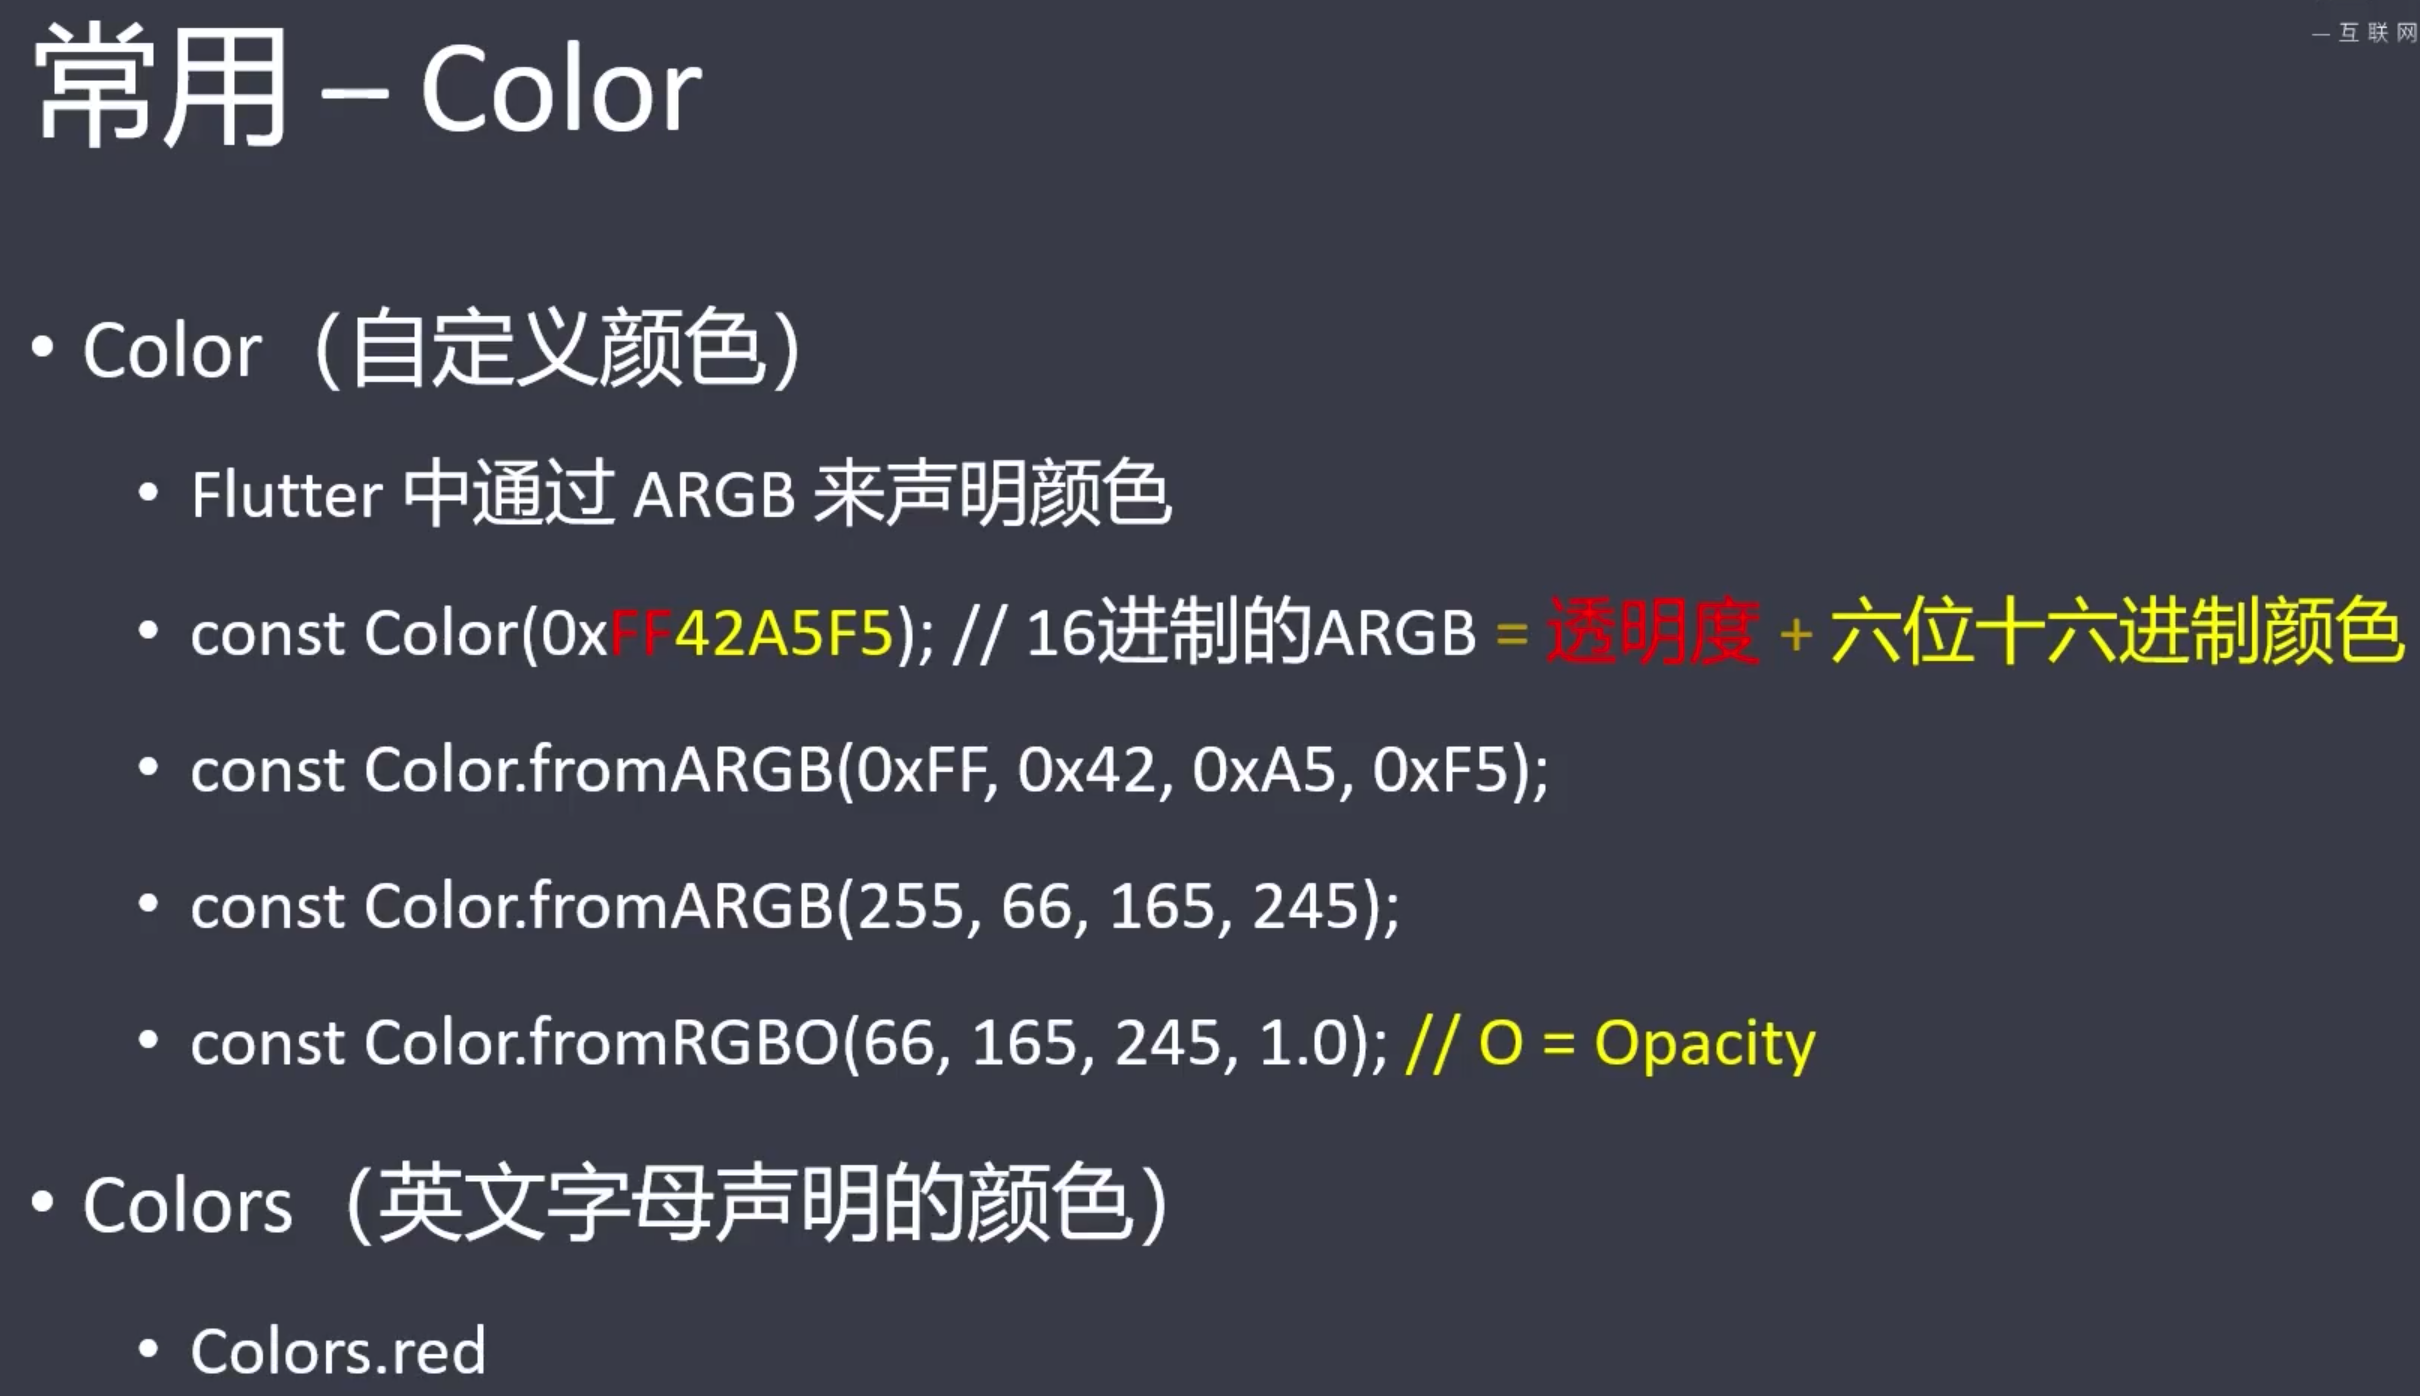 一互联网
常用 – Color
• Color（自定义颜色）
• Flutter 中通过 ARGB 来声明颜色
• const Color(0xFF42A5F5); // 16进制的ARGB = 透明度 + 六位十六进制颜色
• const Color.fromARGB(0xFF, 0x42, 0xA5, 0xF5);
• const Color.fromARGB(255, 66, 165, 245);
• const Color.fromRGBO(66, 165, 245, 1.0); // O = Opacity
• Colors（英文字母声明的颜色）
• Colors.red